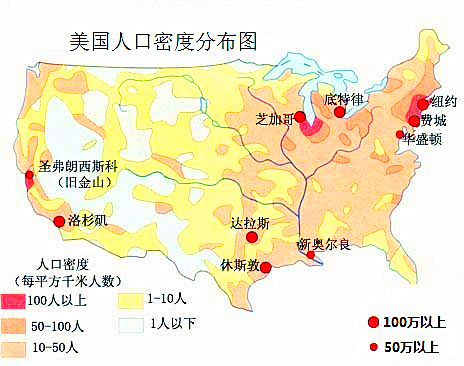 美国人口密度分布图
底特律
纽约
芝加哥
费城
华盛顿
圣弗朗西斯科
（旧金山）
洛杉矶
达拉斯
新奥尔良
休斯敦
人口密度
（每平方千米人数）
100人以上
1-10人
50-100人
1人以下
10-50人
100万以上
50万以上